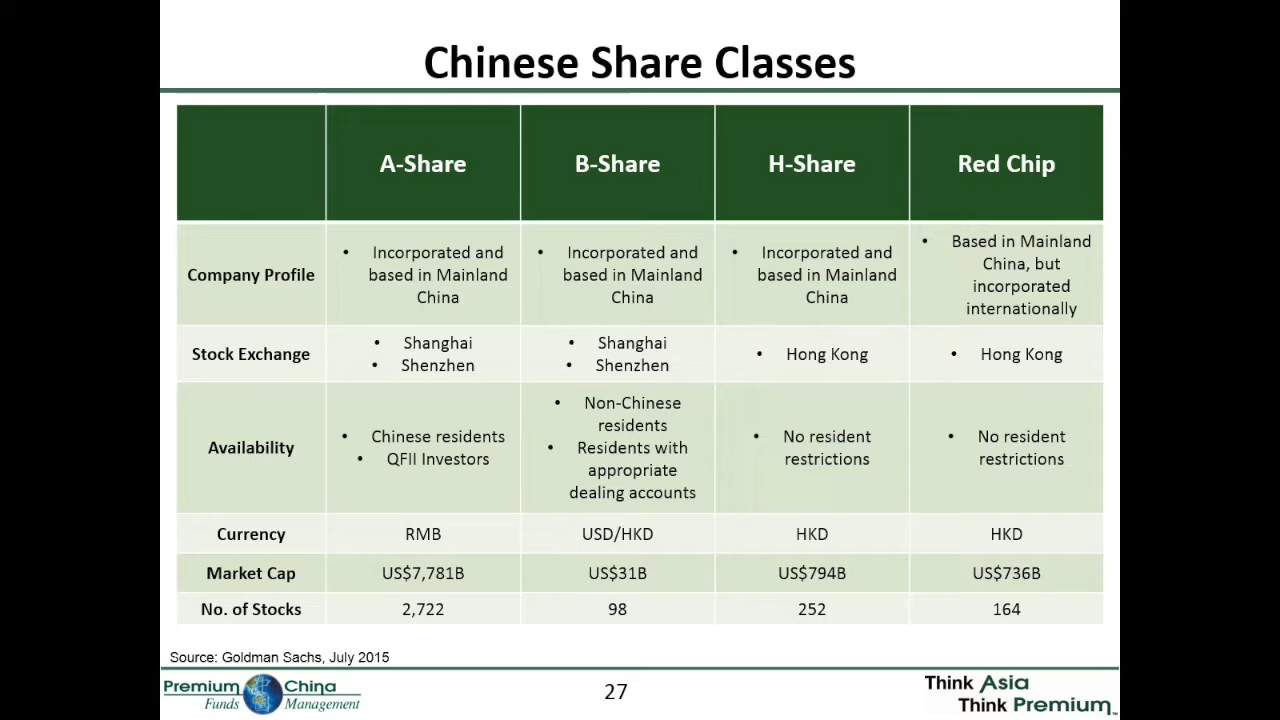 Chinese Share Classes
A-Share
B-Share
H-Share
Red Chip
Company Profile
• Incorporated and
based in Mainland
China
• Incorporated and
based in Mainland
China
• Incorporated and
based in Mainland
China
• Based in Mainland
China, but
incorporated
internationally
Stock Exchange
• Shanghai
• Shenzhen
• Shanghai
• Shenzhen
• Hong Kong
• Hong Kong
Availability
• Chinese residents
• QFII Investors
• Non-Chinese
residents
• Residents with
appropriate
dealing accounts
• No resident
restrictions
• No resident
restrictions
Currency
RMB
USD/HKD
HKD
HKD
Market Cap
US$7,781B
US$31B
US$794B
US$736B
No. of Stocks
2,722
98
252
164
Source: Goldman Sachs, July 2015
Premium China
Funds Management
27
Think Asia
Think Premium™